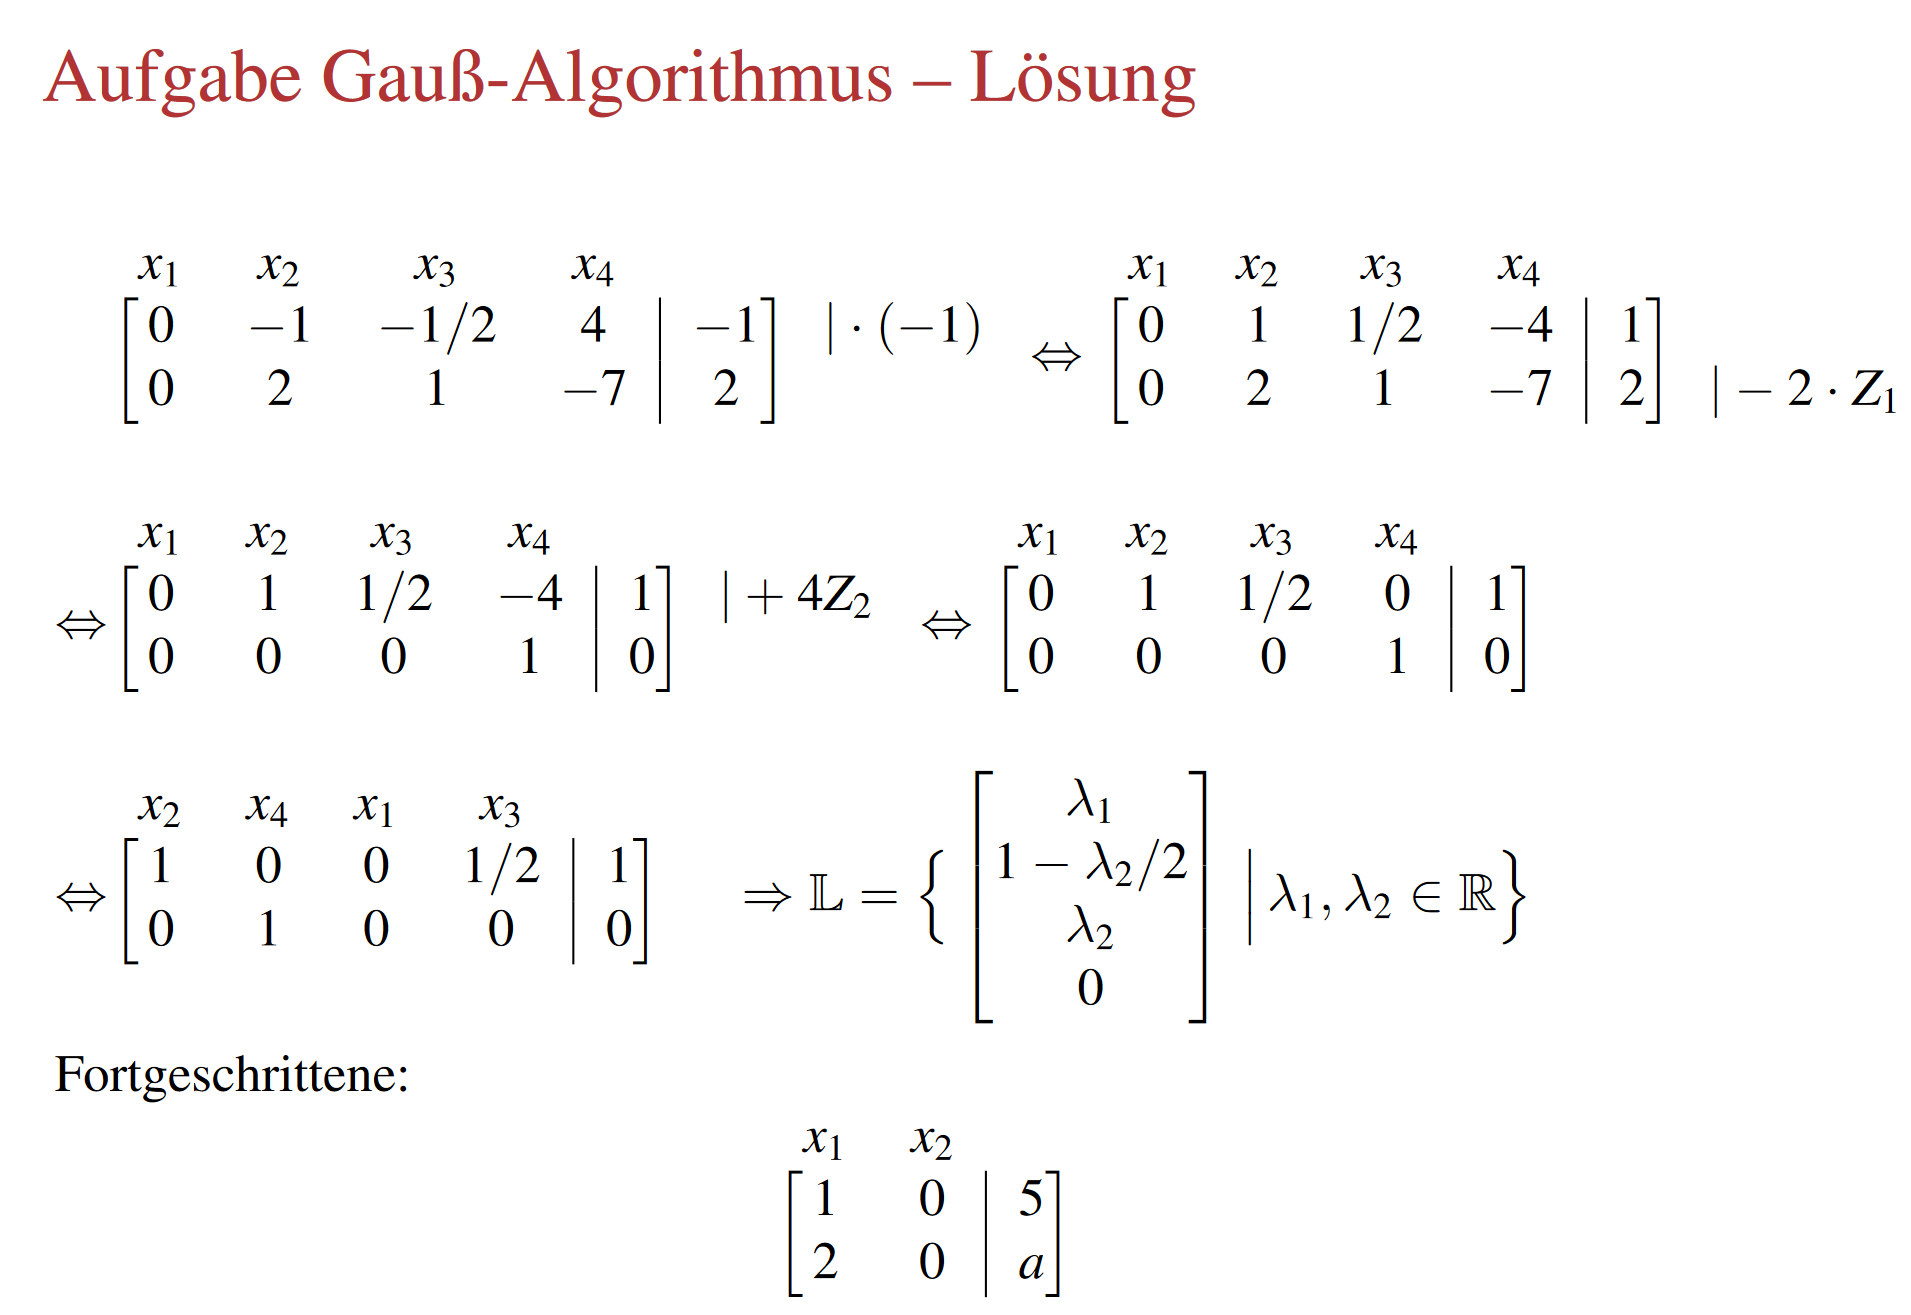 Aufgabe Gauß-Algorithmus – Lösung
x₁ x₂ x₃ x₄ x₁ x₂ x₃ x₄
[0 −1 −1/2 4 | −1] | · (−1) ⇔ [0 1 1/2 −4 | 1]
[0 2 1 −7 | 2] [0 2 1 −7 | 2] | − 2 · Z₁
x₁ x₂ x₃ x₄ x₁ x₂ x₃ x₄
⇔ [0 1 1/2 −4 | 1] | + 4Z₂ ⇔ [0 1 1/2 0 | 1]
[0 0 0 1 | 0] [0 0 0 1 | 0]
x₂ x₄ x₁ x₃
⇔ [1 0 0 1/2 | 1]
[0 1 0 0 | 0]
⇒ 𝕃 = { [λ₁
1 − λ₂/2
λ₂
0] | λ₁, λ₂ ∈ ℝ}
Fortgeschrittene:
x₁ x₂
[1 0 | 5]
[2 0 | a]